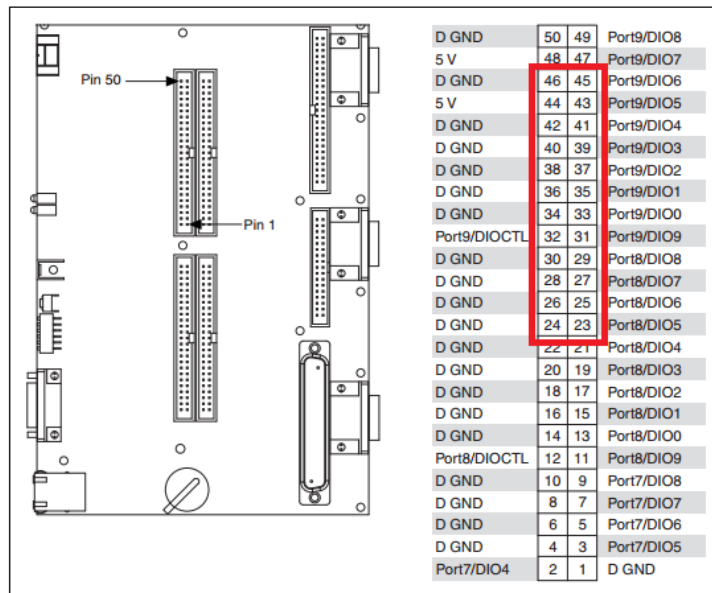 Pin 50
Pin 1
D GND 50 49 Port9/DIO8
5 V 48 47 Port9/DIO7
D GND 46 45 Port9/DIO6
5 V 44 43 Port9/DIO5
D GND 42 41 Port9/DIO4
D GND 40 39 Port9/DIO3
D GND 38 37 Port9/DIO2
D GND 36 35 Port9/DIO1
D GND 34 33 Port9/DIO0
Port9/DIOCTL 32 31 Port9/DIO9
D GND 30 29 Port8/DIO8
D GND 28 27 Port8/DIO7
D GND 26 25 Port8/DIO6
D GND 24 23 Port8/DIO5
D GND 22 21 Port8/DIO4
D GND 20 19 Port8/DIO3
D GND 18 17 Port8/DIO2
D GND 16 15 Port8/DIO1
D GND 14 13 Port8/DIO0
Port8/DIOCTL 12 11 Port8/DIO9
D GND 10 9 Port7/DIO8
D GND 8 7 Port7/DIO7
D GND 6 5 Port7/DIO6
D GND 4 3 Port7/DIO5
Port7/DIO4 2 1 D GND